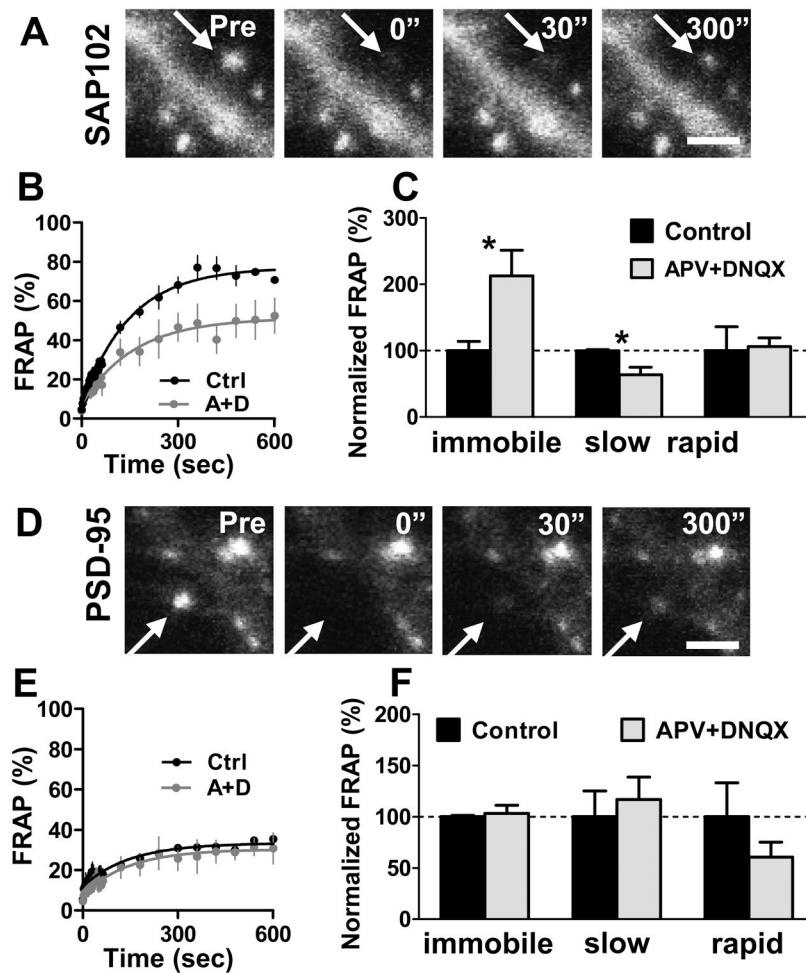 A
SAP102
Pre
0”
30”
300”
B
FRAP (%)
100
80
60
40
20
0
Ctrl
A+D
0 300 600
Time (sec)
C
Normalized FRAP (%)
300
200
100
0
Control
APV+DNQX
*
*
immobile slow rapid
D
PSD-95
Pre
0”
30”
300”
E
FRAP (%)
100
80
60
40
20
0
Ctrl
A+D
0 300 600
Time (sec)
F
Normalized FRAP (%)
200
150
100
50
0
Control APV+DNQX
immobile slow rapid